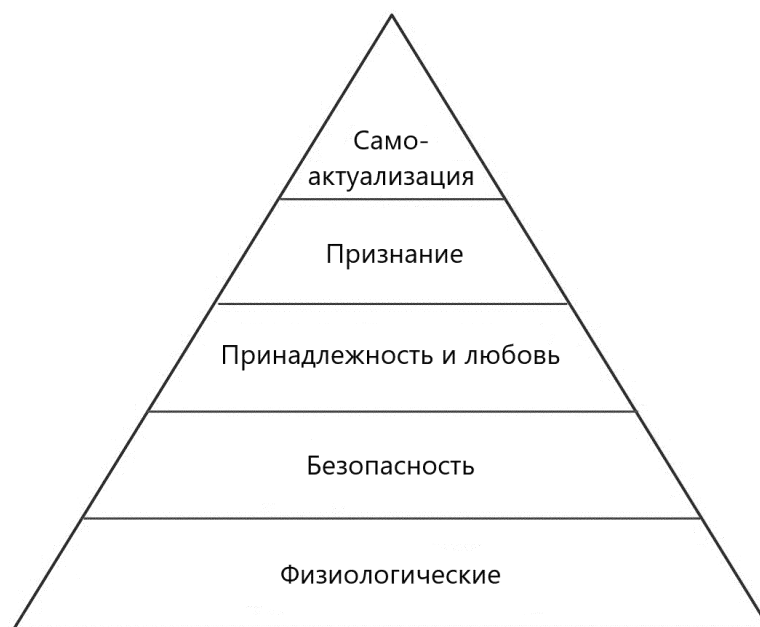 Само-
актуализация
Признание
Принадлежность и любовь
Безопасность
Физиологические